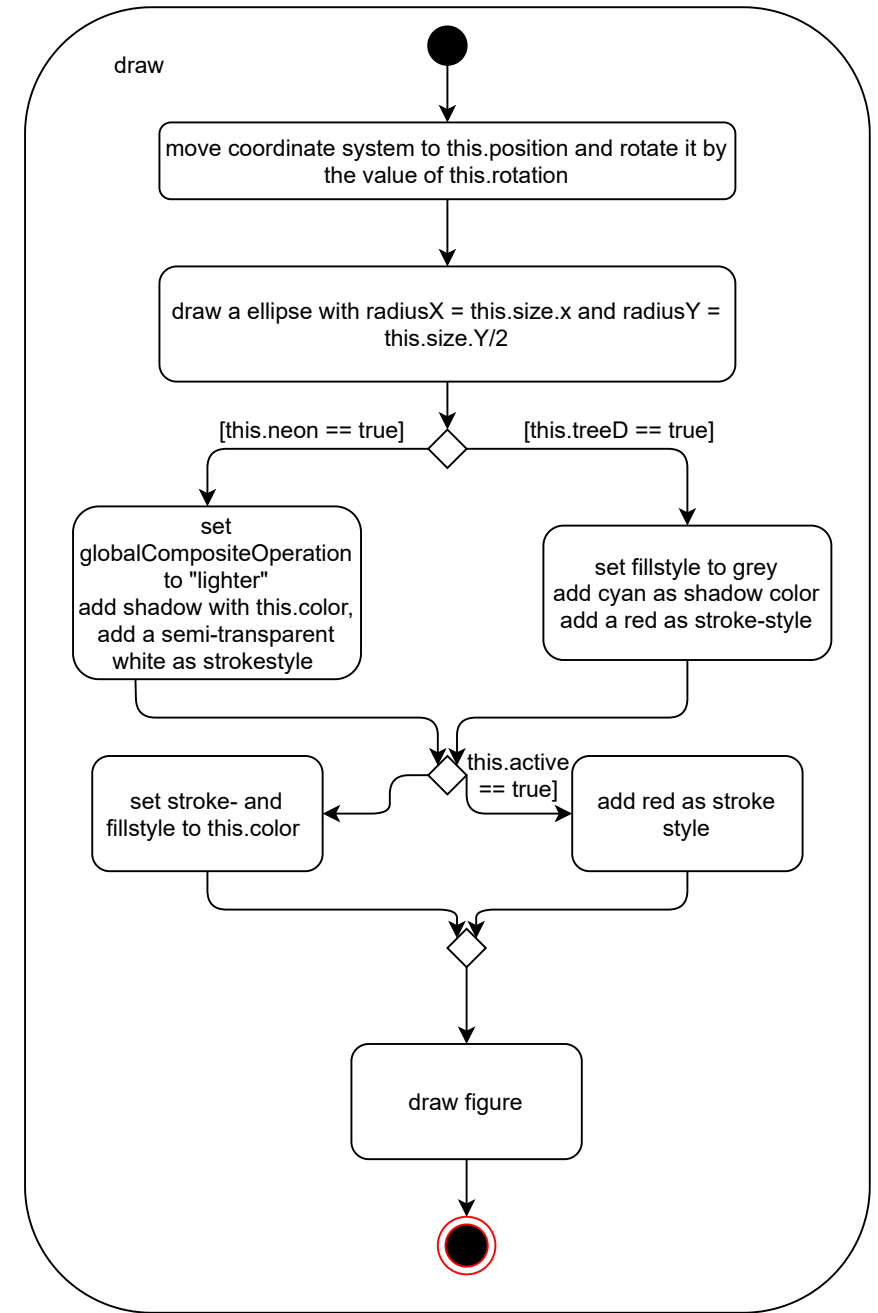 draw
move coordinate system to this.position and rotate it by
the value of this.rotation
draw a ellipse with radiusX = this.size.x and radiusY =
this.size.Y/2
[this.neon == true]
[this.treeD == true]
set
globalCompositeOperation
to "lighter"
add shadow with this.color,
add a semi-transparent
white as strokestyle
set fillstyle to grey
add cyan as shadow color
add a red as stroke-style
this.active
== true]
set stroke- and
fillstyle to this.color
add red as stroke
style
draw figure